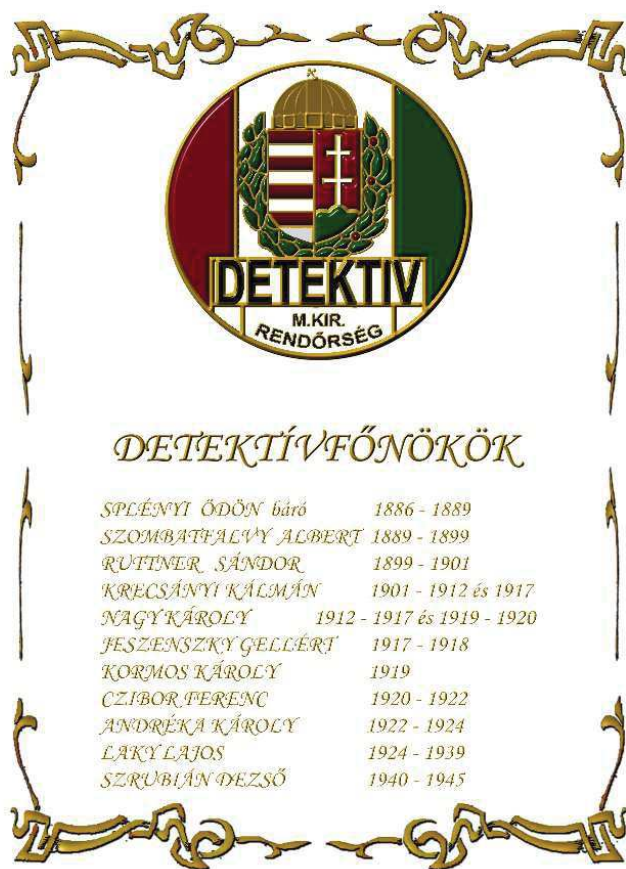 DETEKTIV
M.KIR.
RENDŐRSÉG
DETEKTÍVFŐNÖKÖK
SPLÉNYI ŐDÖN báró 1886 - 1889
SZOMBATFALVY ALBERT 1889 - 1899
RUTTNER SÁNDOR 1899 - 1901
KRECSÁNYI KÁLMÁN 1901 - 1912 és 1917
NAGY KÁROLY 1912 - 1917 és 1919 - 1920
JESZENSZKY GELLÉRT 1917 - 1918
KORMOS KÁROLY 1919
CZIBOR FERENC 1920 - 1922
ANDRÉKA KÁROLY 1922 - 1924
LAKY LAJOS 1924 - 1939
SZRUBIÁN DEZSŐ 1940 - 1945